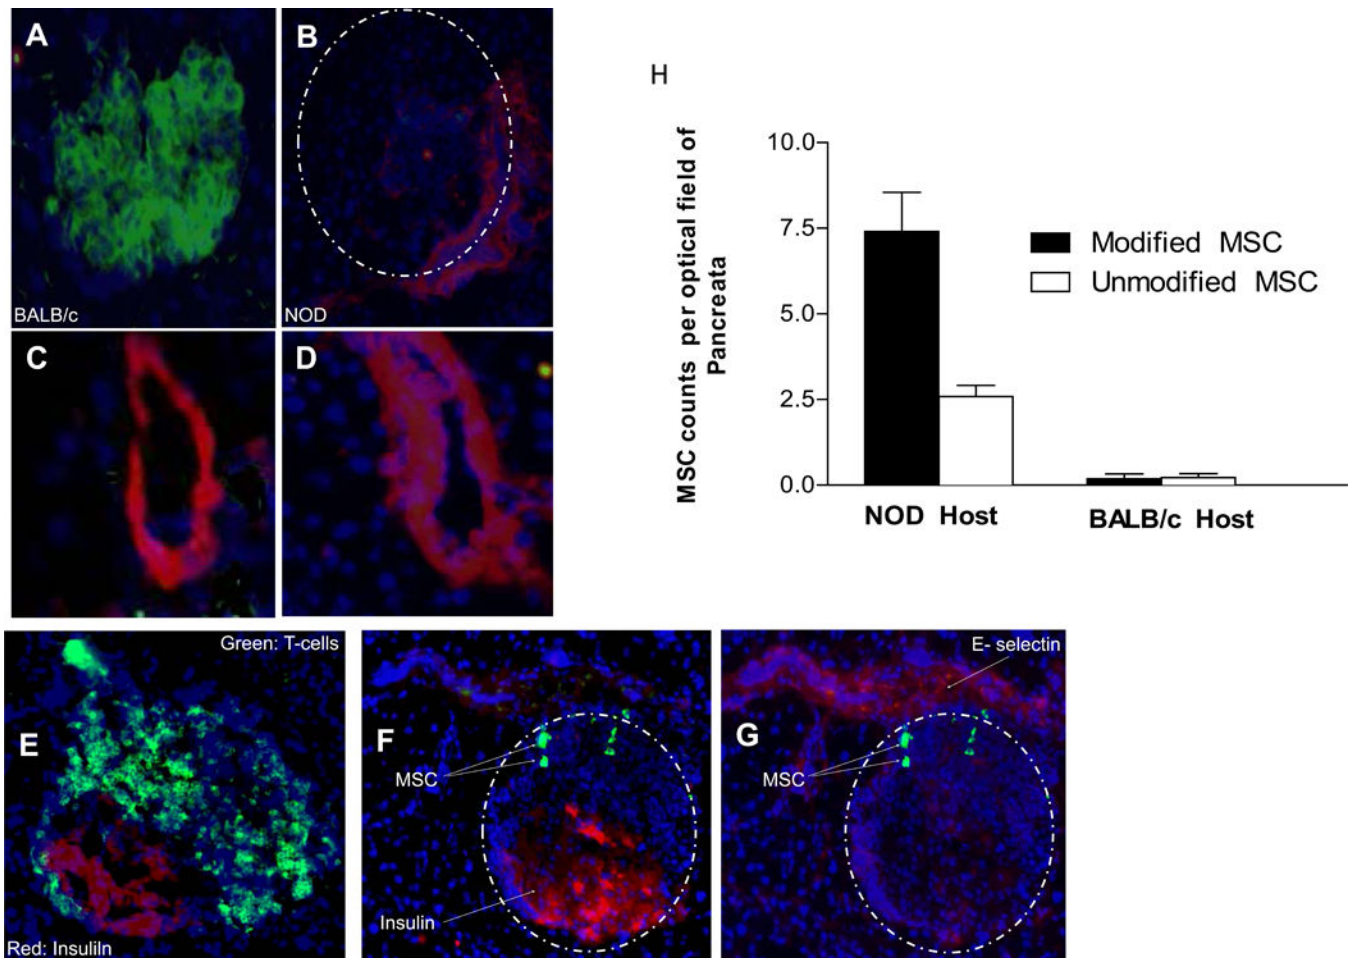 A
BALB/c
B
NOD
C
D
Green: T-cells
E
Red: Insuliln
F
MSC
Insulin
E- selectin
G
MSC
H
MSC counts per optical field of
Pancreata
10.0
7.5
5.0
2.5
0.0
Modified MSC
Unmodified MSC
NOD Host
BALB/c Host